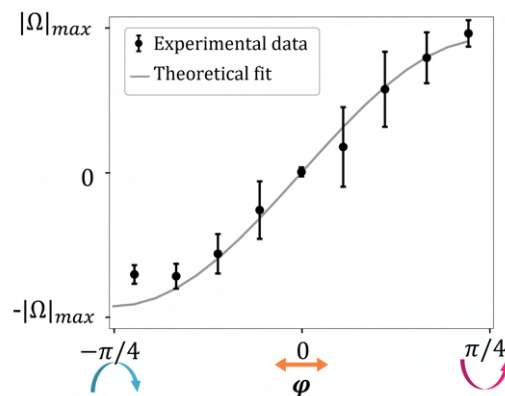 |Ω|max
Experimental data
Theoretical fit
0
-|Ω|max
−π/4
0
π/4
φ